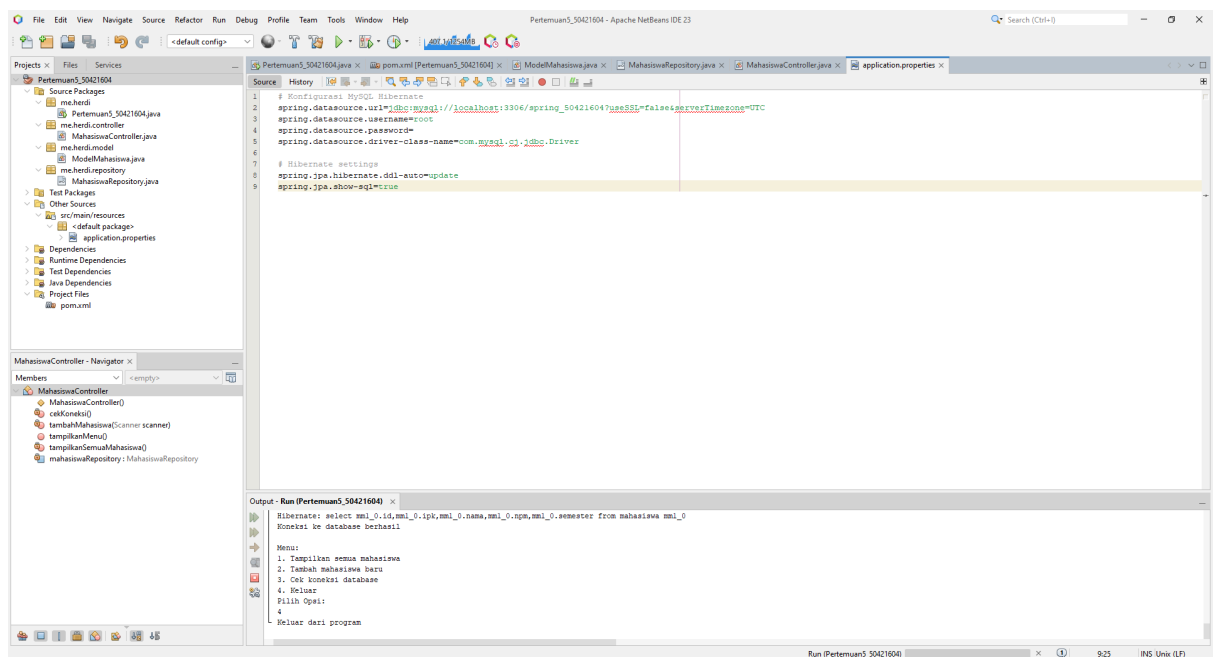 File Edit View Navigate Source Refactor Run Debug Profile Team Tools Window Help
Pertemuan5_50421604 - Apache NetBeans IDE 23
Search (Ctrl+I)
<default config>
Projects Files Services
Pertemuan5_50421604
Source Packages
me.herdi
Pertemuan5_50421604.java
me.herdi.controller
MahasiswaController.java
me.herdi.model
ModelMahasiswa.java
me.herdi.repository
MahasiswaRepository.java
Test Packages
Other Sources
src/main/resources
<default package>
application.properties
Dependencies
Runtime Dependencies
Test Dependencies
Java Dependencies
Project Files
pom.xml
MahasiswaController - Navigator
Members <empty>
MahasiswaController
MahasiswaController()
cekKoneksi()
tambahMahasiswa(Scanner scanner)
tampilkanMenu()
tampilkanSemuaMahasiswa()
mahasiswaRepository : MahasiswaRepository
Pertemuan5_50421604.java pom.xml [Pertemuan5_50421604] ModelMahasiswa.java MahasiswaRepository.java MahasiswaController.java application.properties
Source History
1 # Konfigurasi MySQL Hibernate
2 spring.datasource.url=jdbc:mysql://localhost:3306/spring_50421604?useSSL=false&serverTimezone=UTC
3 spring.datasource.username=root
4 spring.datasource.password=
5 spring.datasource.driver-class-name=com.mysql.cj.jdbc.Driver
6
7 # Hibernate settings
8 spring.jpa.hibernate.ddl-auto=update
9 spring.jpa.show-sql=true
Output - Run (Pertemuan5_50421604)
Hibernate: select mm1_0.id,mm1_0.ipk,mm1_0.nama,mm1_0.npm,mm1_0.semester from mahasiswa mm1_0
Koneksi ke database berhasil
Menu:
1. Tampilkan semua mahasiswa
2. Tambah mahasiswa baru
3. Cek koneksi database
4. Keluar
Pilih Opsi:
4
Keluar dari program
Run (Pertemuan5_50421604) 9:25 INS Unix (LF)